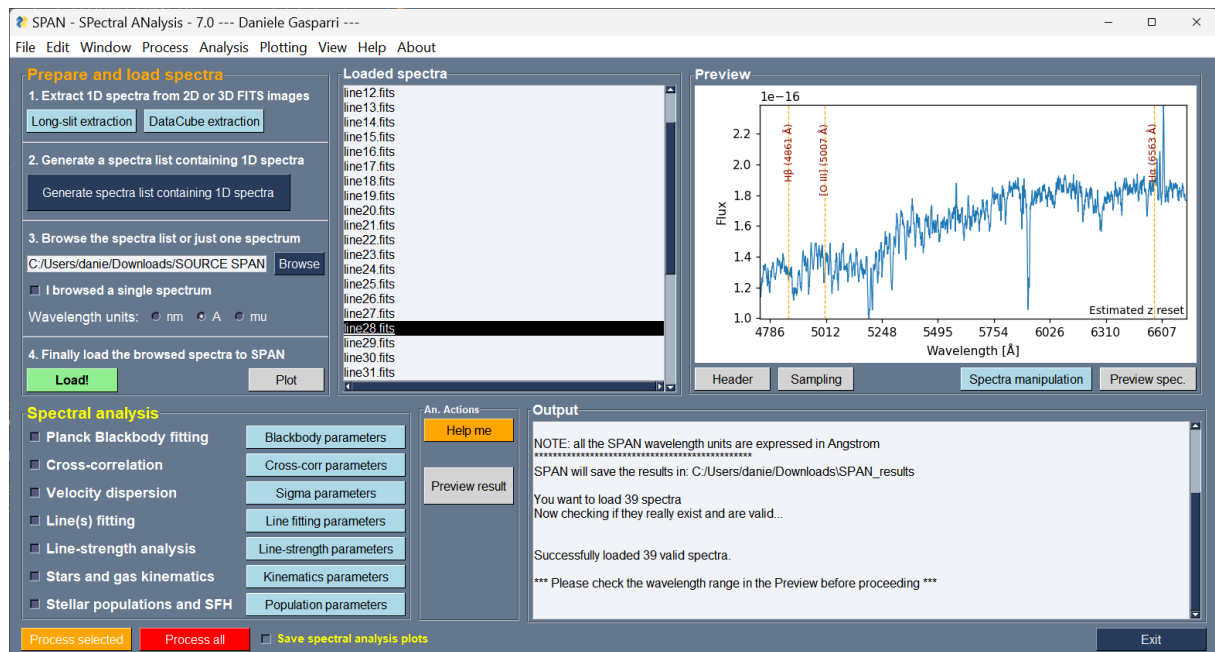 SPAN - SPectral ANalysis - 7.0 --- Daniele Gasparri ---
File Edit Window Process Analysis Plotting View Help About
Prepare and load spectra
1. Extract 1D spectra from 2D or 3D FITS images
Long-slit extraction DataCube extraction
2. Generate a spectra list containing 1D spectra
Generate spectra list containing 1D spectra
3. Browse the spectra list or just one spectrum
C:/Users/danie/Downloads/SOURCE SPAN Browse
I browsed a single spectrum
Wavelength units: nm A mu
4. Finally load the browsed spectra to SPAN
Load! Plot
Loaded spectra
line12.fits
line13.fits
line14.fits
line15.fits
line16.fits
line17.fits
line18.fits
line19.fits
line20.fits
line21.fits
line22.fits
line23.fits
line24.fits
line25.fits
line26.fits
line27.fits
line28.fits
line29.fits
line30.fits
line31.fits
Preview
1e−16
2.2
2.0
1.8
1.6
1.4
1.2
1.0
Flux
Hβ (4861 Å)
[O III] (5007 Å)
Hα (6563 Å)
Estimated z reset
4786 5012 5248 5495 5754 6026 6310 6607
Wavelength [Å]
Header Sampling Spectra manipulation Preview spec.
Spectral analysis
Planck Blackbody fitting Blackbody parameters
Cross-correlation Cross-corr parameters
Velocity dispersion Sigma parameters
Line(s) fitting Line fitting parameters
Line-strength analysis Line-strength parameters
Stars and gas kinematics Kinematics parameters
Stellar populations and SFH Population parameters
An. Actions
Help me
Preview result
Output
NOTE: all the SPAN wavelength units are expressed in Angstrom
***********************************************
SPAN will save the results in: C:/Users/danie/Downloads\SPAN_results
You want to load 39 spectra
Now checking if they really exist and are valid...
Successfully loaded 39 valid spectra.
*** Please check the wavelength range in the Preview before proceeding ***
Process selected Process all Save spectral analysis plots Exit